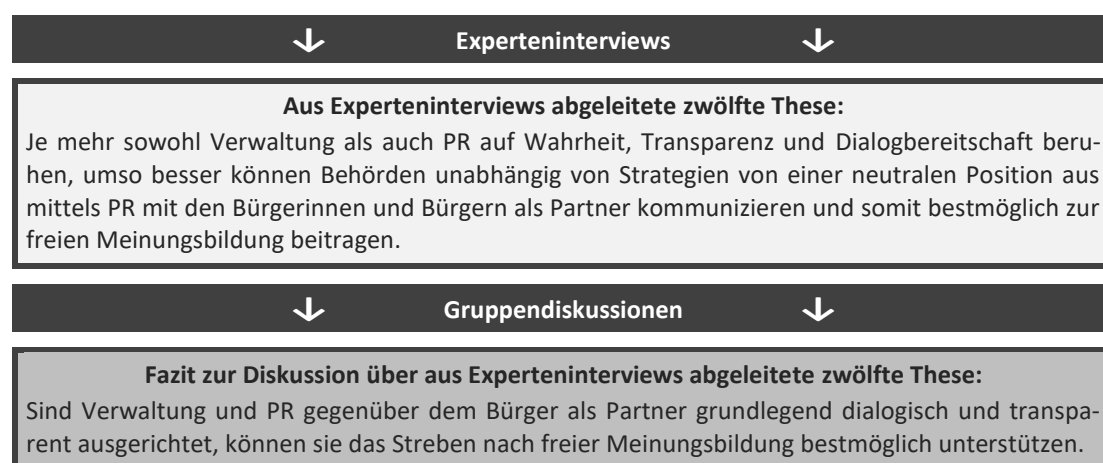 Experteninterviews
Aus Experteninterviews abgeleitete zwölfte These:
Je mehr sowohl Verwaltung als auch PR auf Wahrheit, Transparenz und Dialogbereitschaft beru-
hen, umso besser können Behörden unabhängig von Strategien von einer neutralen Position aus
mittels PR mit den Bürgerinnen und Bürgern als Partner kommunizieren und somit bestmöglich zur
freien Meinungsbildung beitragen.
Gruppendiskussionen
Fazit zur Diskussion über aus Experteninterviews abgeleitete zwölfte These:
Sind Verwaltung und PR gegenüber dem Bürger als Partner grundlegend dialogisch und transpa-
rent ausgerichtet, können sie das Streben nach freier Meinungsbildung bestmöglich unterstützen.